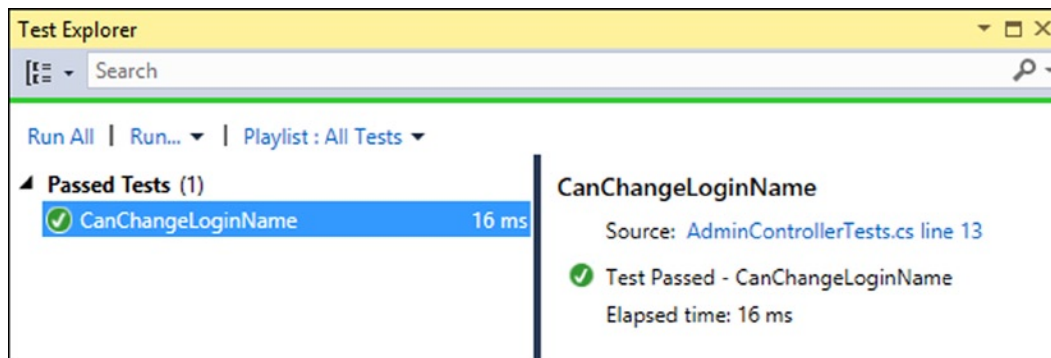 Test Explorer
Search
Run All | Run... | Playlist : All Tests
Passed Tests (1)
CanChangeLoginName 16 ms
CanChangeLoginName
Source: AdminControllerTests.cs line 13
Test Passed - CanChangeLoginName
Elapsed time: 16 ms